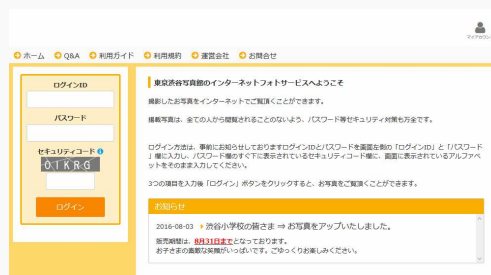 マイアカウント
ホーム Q&A 利用ガイド 利用規約 運営会社 お問合せ
ログインID
パスワード
セキュリティコード
OIKRG
ログイン
東京渋谷写真館のインターネットフォトサービスへようこそ
撮影したお写真をインターネットでご覧頂くことができます。
掲載写真は、全ての人から閲覧されることのないよう、パスワード等セキュリティ対策も万全です。
ログイン方法は、事前にお知らせしておりますログインIDとパスワードを画面左側の「ログインID」と「パスワード
」欄に入力し、パスワード欄のすぐ下に表示されているセキュリティコード欄に、画面に表示されているアルファベ
ットをそのまま入力してください。
3つの項目を入力後「ログイン」ボタンをクリックすると、お写真をご覧頂くことができます。
お知らせ
2016-08-03 渋谷小学校の皆さま ⇒ お写真をアップいたしました。
販売期間は、8月31日までとなっております。
お子さまの素敵な笑顔がいっぱいです。ごゆっくりお楽しみください。